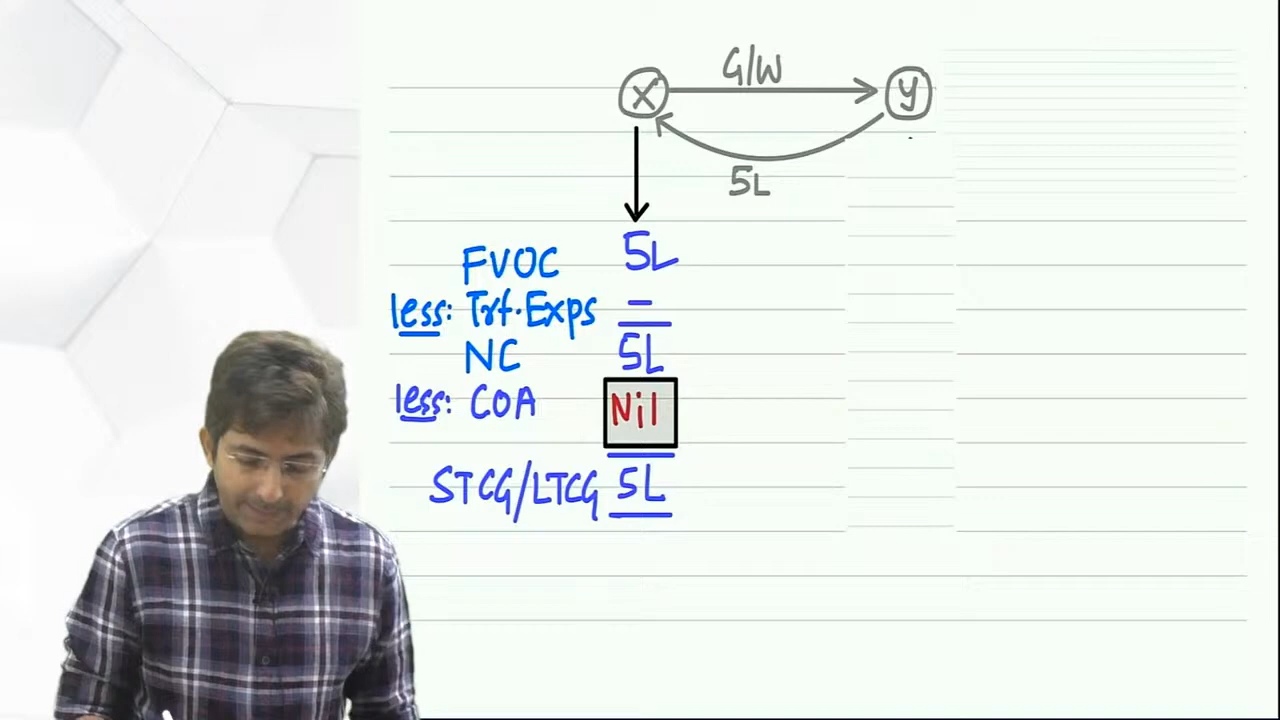 G/W
X
Y
5L
FVOC 5L
less: Trf. Exps –
NC 5L
less: COA Nil
STCG/LTCG 5L